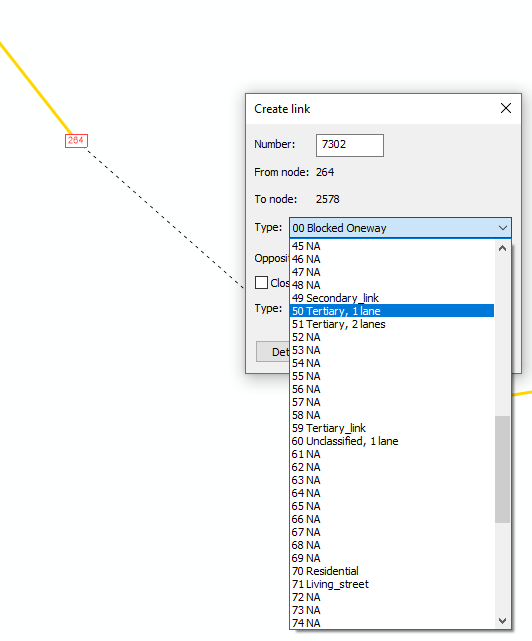 264
Create link
Number: 7302
From node: 264
To node: 2578
Type: 00 Blocked Oneway
Opposit
Clos
Type:
Det
45 NA
46 NA
47 NA
48 NA
49 Secondary_link
50 Tertiary, 1 lane
51 Tertiary, 2 lanes
52 NA
53 NA
54 NA
55 NA
56 NA
57 NA
58 NA
59 Tertiary_link
60 Unclassified, 1 lane
61 NA
62 NA
63 NA
64 NA
65 NA
66 NA
67 NA
68 NA
69 NA
70 Residential
71 Living_street
72 NA
73 NA
74 NA